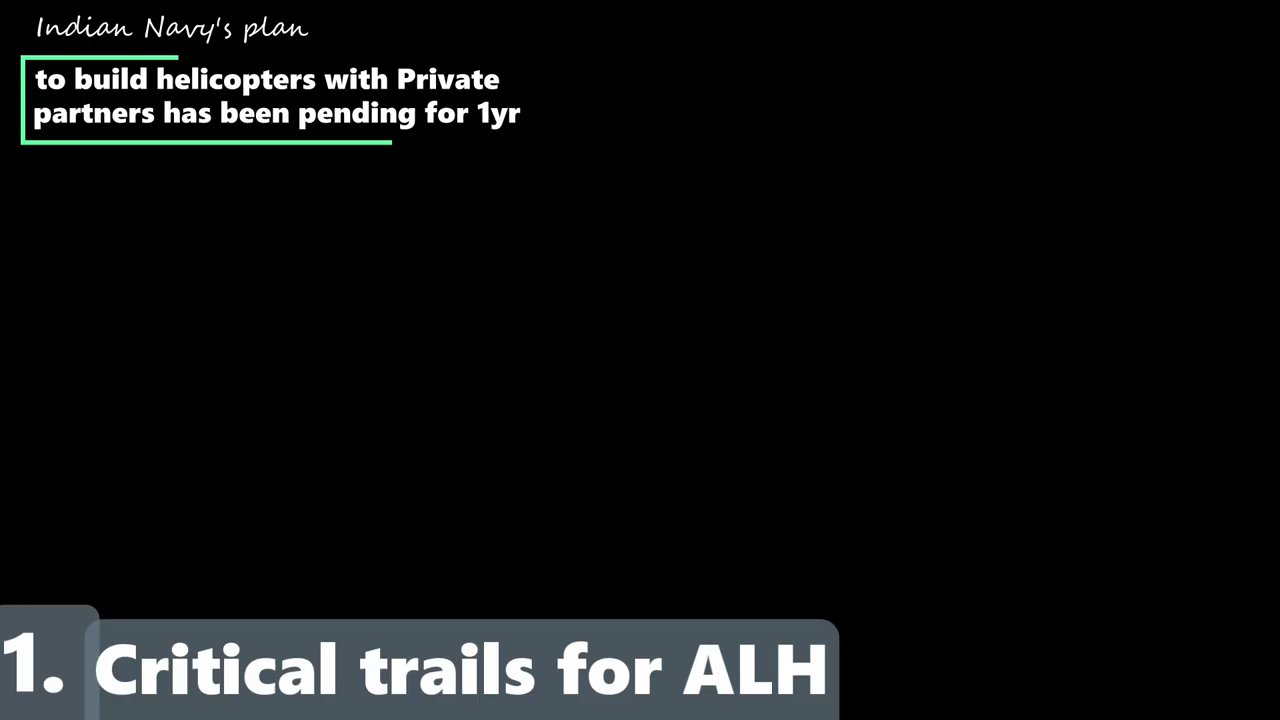 Indian Navy's plan
to build helicopters with Private
partners has been pending for 1yr
1. Critical trails for ALH